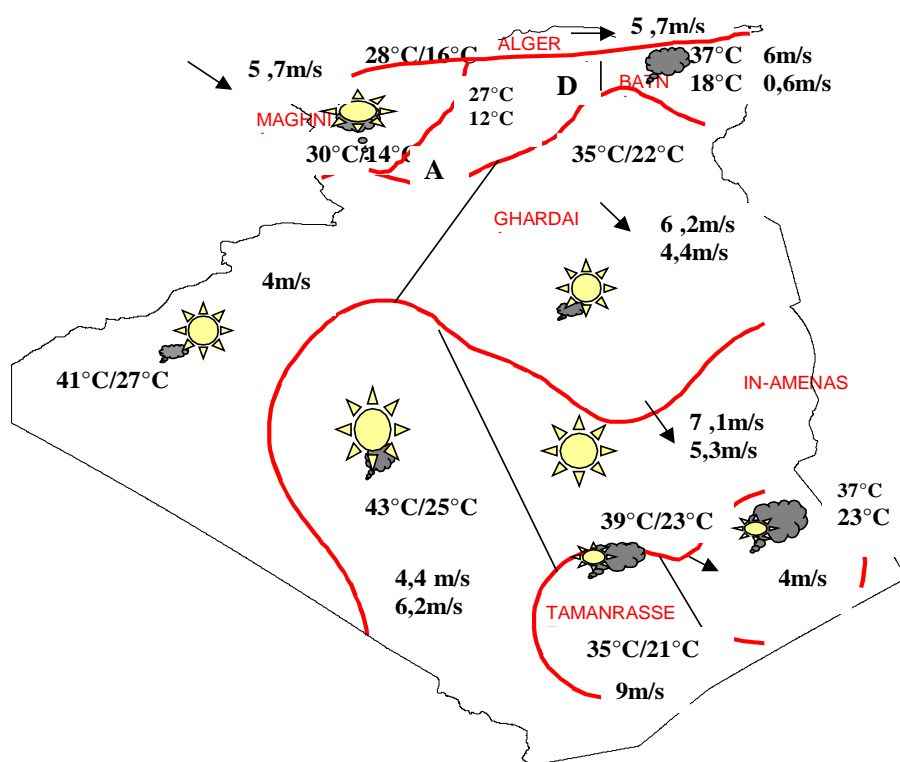 5 ,7m/s
ALGER
28°C/16°C
37°C 6m/s
5 ,7m/s
BATN
18°C 0,6m/s
D
27°C
12°C
MAGHNI
30°C/14°C
A
35°C/22°C
GHARDAI
6 ,2m/s
4,4m/s
4m/s
41°C/27°C
IN-AMENAS
7 ,1m/s
5,3m/s
43°C/25°C
37°C
23°C
39°C/23°C
4,4 m/s
6,2m/s
4m/s
TAMANRASSE
35°C/21°C
9m/s